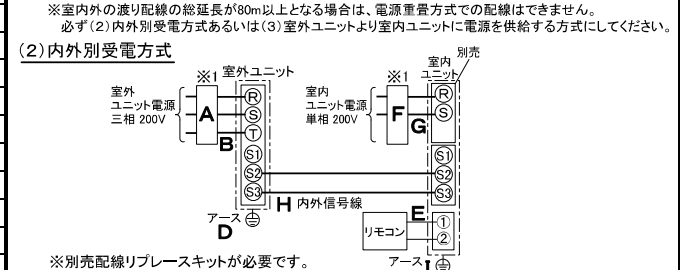 ※室内外の渡り配線の総延長が80m以上となる場合は、電源重畳方式での配線はできません。
必ず(2)内外別受電方式あるいは(3)室外ユニットより室内ユニットに電源を供給する方式にしてください。
(2)内外別受電方式
※1 室外ユニット
室外
ユニット電源
三相 200V
A
B
R
S
T
S1
S2
S3
アース
D
H 内外信号線
※1
室内
ユニット
別売
室内
ユニット電源
単相 200V
F
G
R
S
S1
S2
S3
E
リモコン
①
②
アース I
※別売配線リプレースキットが必要です。